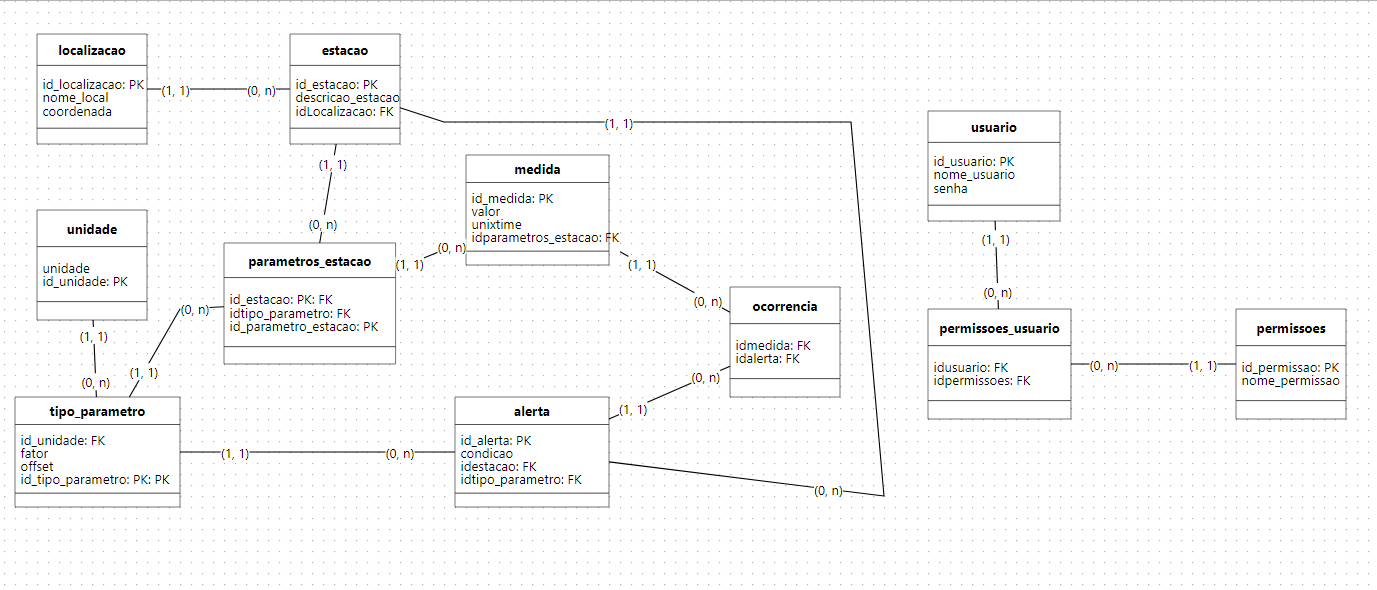 localizacao
id_localizacao: PK
nome_local
coordenada
(1, 1)
(0, n)
estacao
id_estacao: PK
descricao_estacao
idLocalizacao: FK
(1, 1)
(1, 1)
(0, n)
medida
id_medida: PK
valor
unixtime
idparametros_estacao: FK
usuario
id_usuario: PK
nome_usuario
senha
(1, 1)
(0, n)
unidade
unidade
id_unidade: PK
(1, 1)
(0, n)
parametros_estacao
id_estacao: PK: FK
idtipo_parametro: FK
id_parametro_estacao: PK
(1, 1)
(0, n)
(0, n)
(1, 1)
(1, 1)
(0, n)
ocorrencia
idmedida: FK
idalerta: FK
(0, n)
(1, 1)
permissoes_usuario
idusuario: FK
idpermissoes: FK
(0, n)
(1, 1)
permissoes
id_permissao: PK
nome_permissao
tipo_parametro
id_unidade: FK
fator
offset
id_tipo_parametro: PK: PK
(1, 1)
(0, n)
alerta
id_alerta: PK
condicao
idestacao: FK
idtipo_parametro: FK
(0, n)